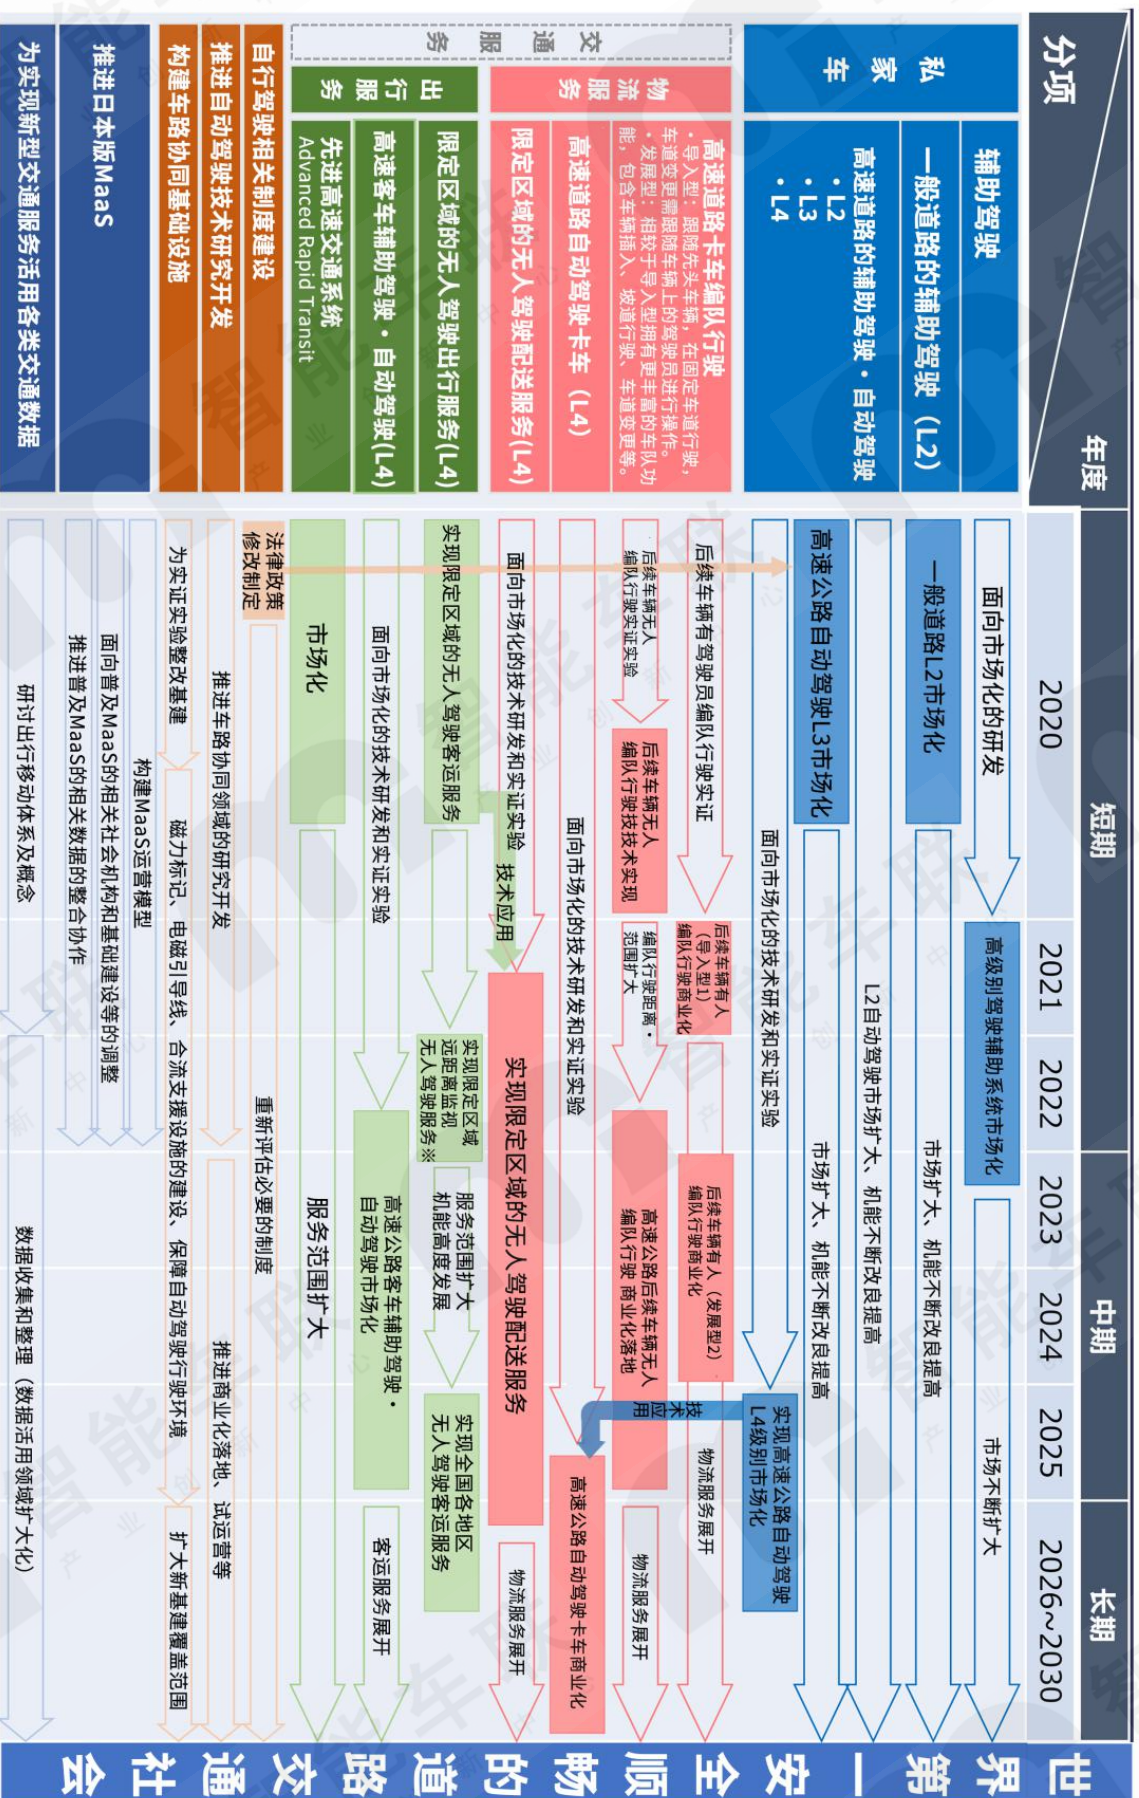 分项
年度
短期
中期
长期
2020
2021
2022
2023
2024
2025
2026~2030
私家车
辅助驾驶
面向市场化的研发
高级别驾驶辅助系统市场化
市场不断扩大
一般道路的辅助驾驶（L2）
一般道路L2市场化
市场扩大、机能不断改良提高
高速道路的辅助驾驶・自动驾驶
・L2
・L3
・L4
L2自动驾驶市场扩大、机能不断改良提高
高速公路自动驾驶L3市场化
市场扩大、机能不断改良提高
面向市场化的技术研发和实证实验
实现高速公路自动驾驶
L4级别市场化
技术应用
交通服务
物流服务
高速道路卡车编队行驶
・导入型：跟随先头车辆，在固定车道行驶，
车道变更需跟随车辆上的驾驶员进行操作。
・发展型：相较于导入型拥有更丰富的车队功
能，包含车辆插入、坡道行驶、车道变更等。
后续车辆有驾驶员编队行驶实证
后续车辆有人
（导入型1）
编队行驶商业化
后续车辆有人（发展型2）
编队行驶商业化
物流服务展开
后续车辆无人
编队行驶实证实验
后续车辆无人
编队行驶技技术实现
编队行驶距离・
范围扩大
高速公路后续车辆无人
编队行驶 商业化落地
物流服务展开
高速道路自动驾驶卡车（L4）
面向市场化的技术研发和实证实验
高速公路自动驾驶卡车商业化
限定区域的无人驾驶配送服务(L4)
面向市场化的技术研发和实证实验
实现限定区域的无人驾驶配送服务
物流服务展开
技术应用
出行服务
限定区域的无人驾驶出行服务(L4)
实现限定区域的无人驾驶客运服务
实现限定区域
远距离监视
无人驾驶服务※
服务范围扩大
机能高度发展
实现全国各地区
无人驾驶客运服务
高速客车辅助驾驶・自动驾驶(L4)
面向市场化的技术研发和实证实验
高速公路客车辅助驾驶・
自动驾驶市场化
客运服务展开
先进高速交通系统
Advanced Rapid Transit
市场化
服务范围扩大
自行驾驶相关制度建设
法律政策
修改制定
重新评估必要的制度
推进自动驾驶技术研究开发
推进车路协同领域的研究开发
推进商业化落地、试运营等
构建车路协同基础设施
为实证实验整改基建
磁力标记、电磁引导线、合流支援设施的建设、保障自动驾驶行驶环境
扩大新基建覆盖范围
推进日本版MaaS
构建MaaS运营模型
面向普及MaaS的相关社会机构和基础建设等的调整
推进普及MaaS的相关数据的整合协作
为实现新型交通服务活用各类交通数据
研讨出行移动体系及概念
数据收集和整理（数据活用领域扩大化）
世界第一安全顺畅的道路交通社会